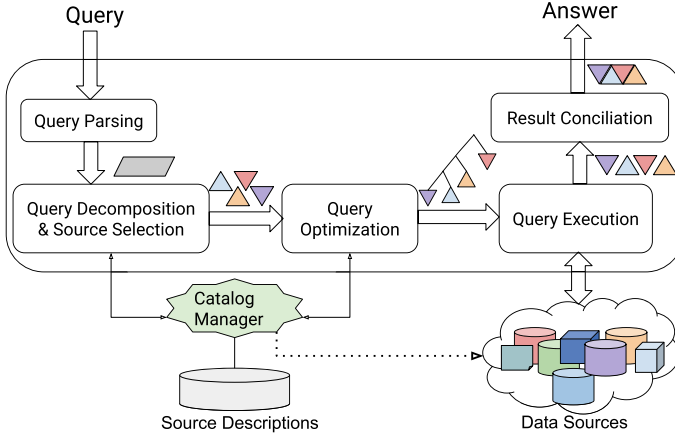 Query
Answer
Query Parsing
Result Conciliation
Query Decomposition
& Source Selection
Query
Optimization
Query Execution
Catalog
Manager
Source Descriptions
Data Sources